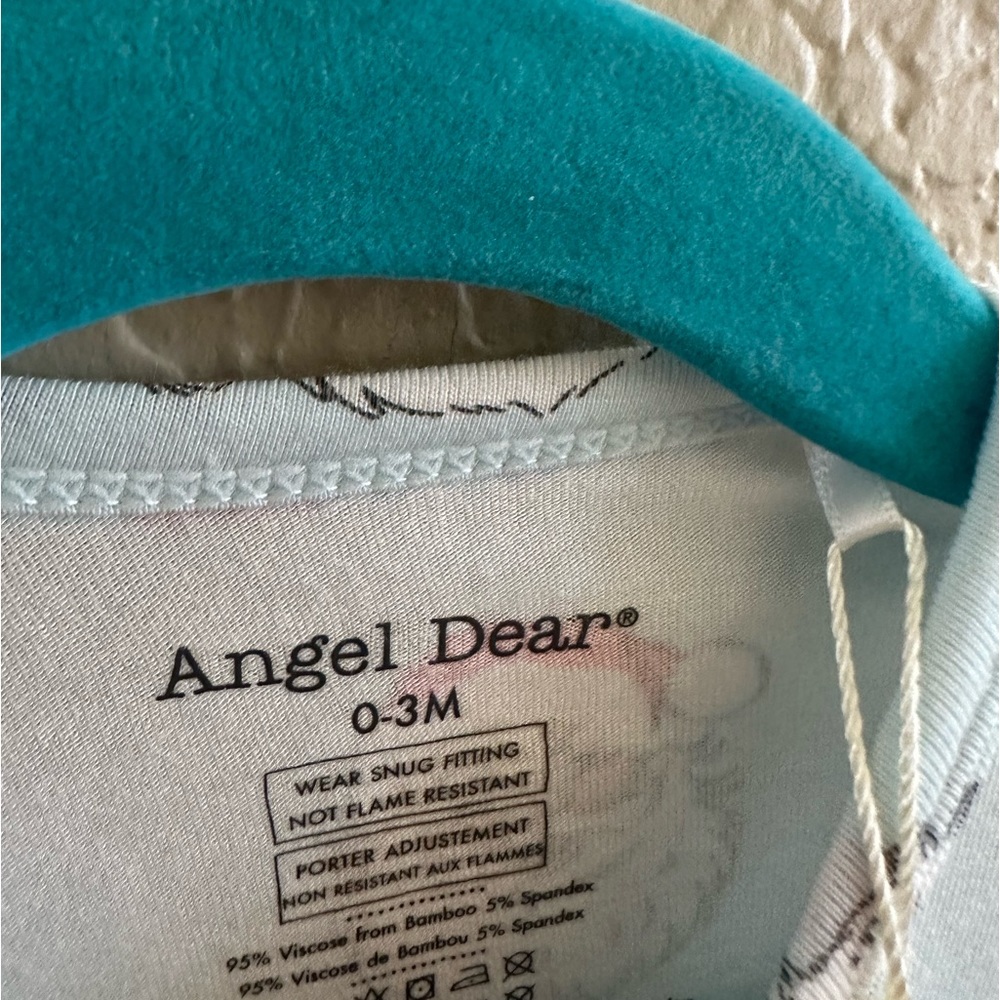 Angel Dear®
0-3M
WEAR SNUG FITTING
NOT FLAME RESISTANT
PORTER ADJUSTEMENT
NON RESISTANT AUX FLAMMES
95% Viscose from Bamboo 5% Spandex
95% Viscose de Bambou 5% Spandex